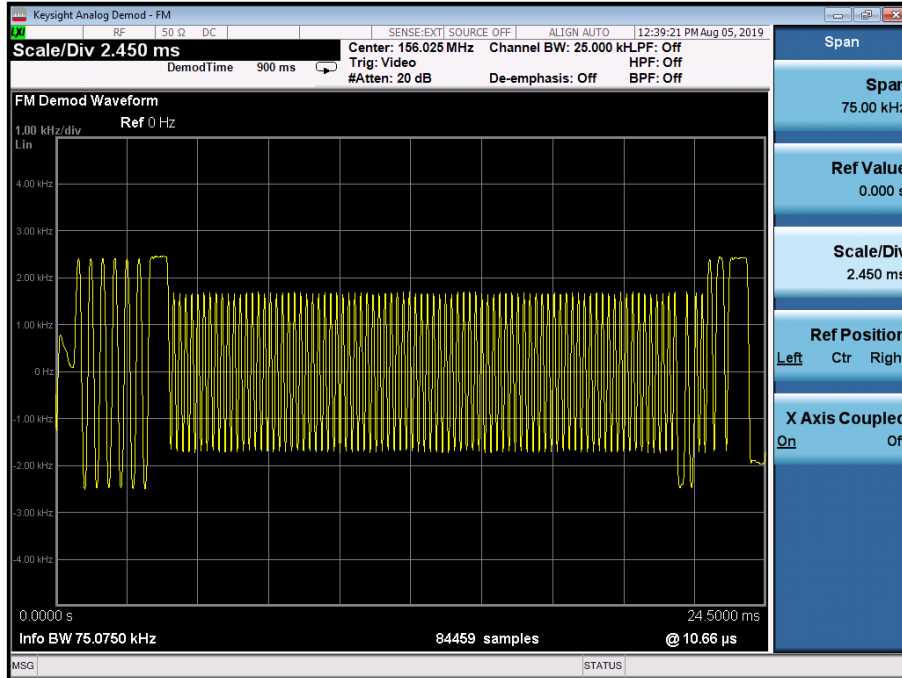 Keysight Analog Demod - FM
LXI RF 50 Ω DC SENSE:EXT SOURCE OFF ALIGN AUTO 12:39:21 PM Aug 05, 2019
Scale/Div 2.450 ms
Center: 156.025 MHz Channel BW: 25.000 kHz LPF: Off
DemodTime 900 ms Trig: Video HPF: Off
#Atten: 20 dB De-emphasis: Off BPF: Off
FM Demod Waveform
1.00 kHz/div Ref 0 Hz
Lin
4.00 kHz
3.00 kHz
2.00 kHz
1.00 kHz
0 Hz
-1.00 kHz
-2.00 kHz
-3.00 kHz
-4.00 kHz
0.0000 s 24.5000 ms
Info BW 75.0750 kHz 84459 samples @ 10.66 µs
MSG STATUS
Span
Span
75.00 kHz
Ref Value
0.000 s
Scale/Div
2.450 ms
Ref Position
Left Ctr Right
X Axis Coupled
On Off